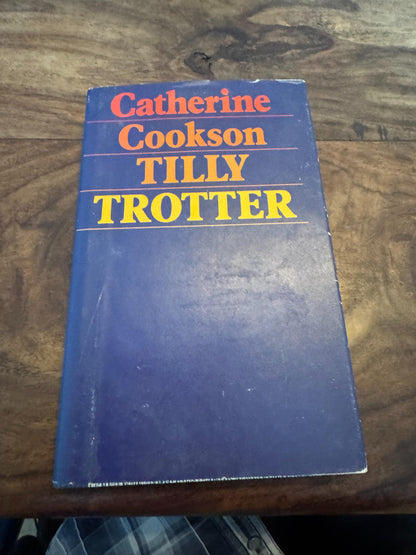 Catherine
Cookson
TILLY
TROTTER